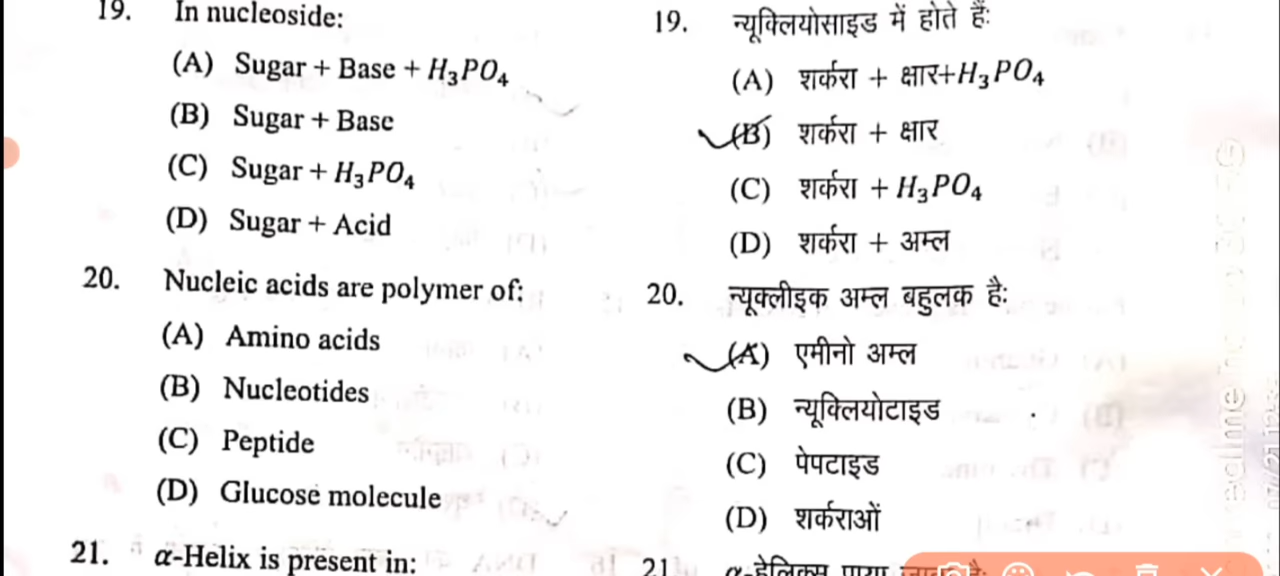 19. In nucleoside:
(A) Sugar + Base + H₃PO₄
(B) Sugar + Base
(C) Sugar + H₃PO₄
(D) Sugar + Acid
20. Nucleic acids are polymer of:
(A) Amino acids
(B) Nucleotides
(C) Peptide
(D) Glucose molecule
21. α-Helix is present in:
19. न्यूक्लियोसाइड में होते हैं:
(A) शर्करा + क्षार+H₃PO₄
(B) शर्करा + क्षार
(C) शर्करा + H₃PO₄
(D) शर्करा + अम्ल
20. न्यूक्लीइक अम्ल बहुलक है:
(A) एमीनो अम्ल
(B) न्यूक्लियोटाइड
(C) पेपटाइड
(D) शर्कराओं
21. α-हेलिक्स पाया जाता है: